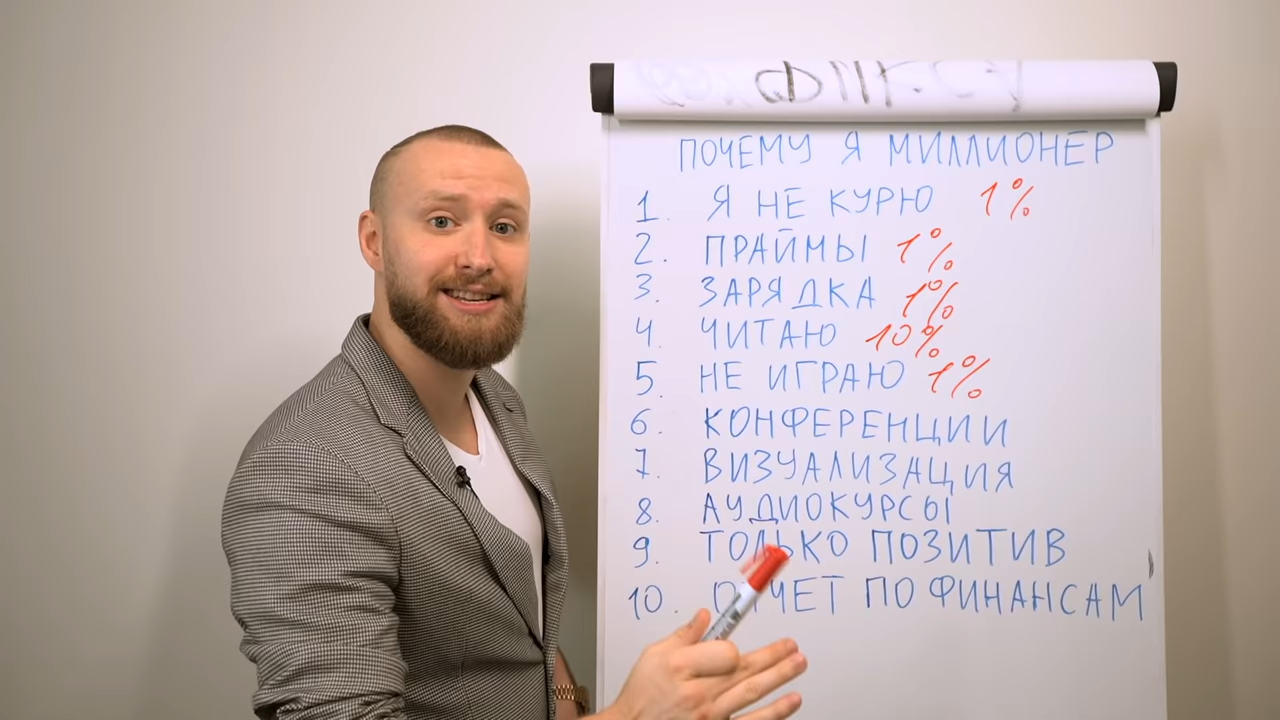 ПОЧЕМУ Я МИЛЛИОНЕР
1. Я НЕ КУРЮ 1%
2. ПРАЙМЫ 1%
3. ЗАРЯДКА 1%
4. ЧИТАЮ 10%
5. НЕ ИГРАЮ 1%
6. КОНФЕРЕНЦИИ
7. ВИЗУАЛИЗАЦИЯ
8. АУДИОКУРСЫ
9. ТОЛЬКО ПОЗИТИВ
10. ОТЧЕТ ПО ФИНАНСАМ